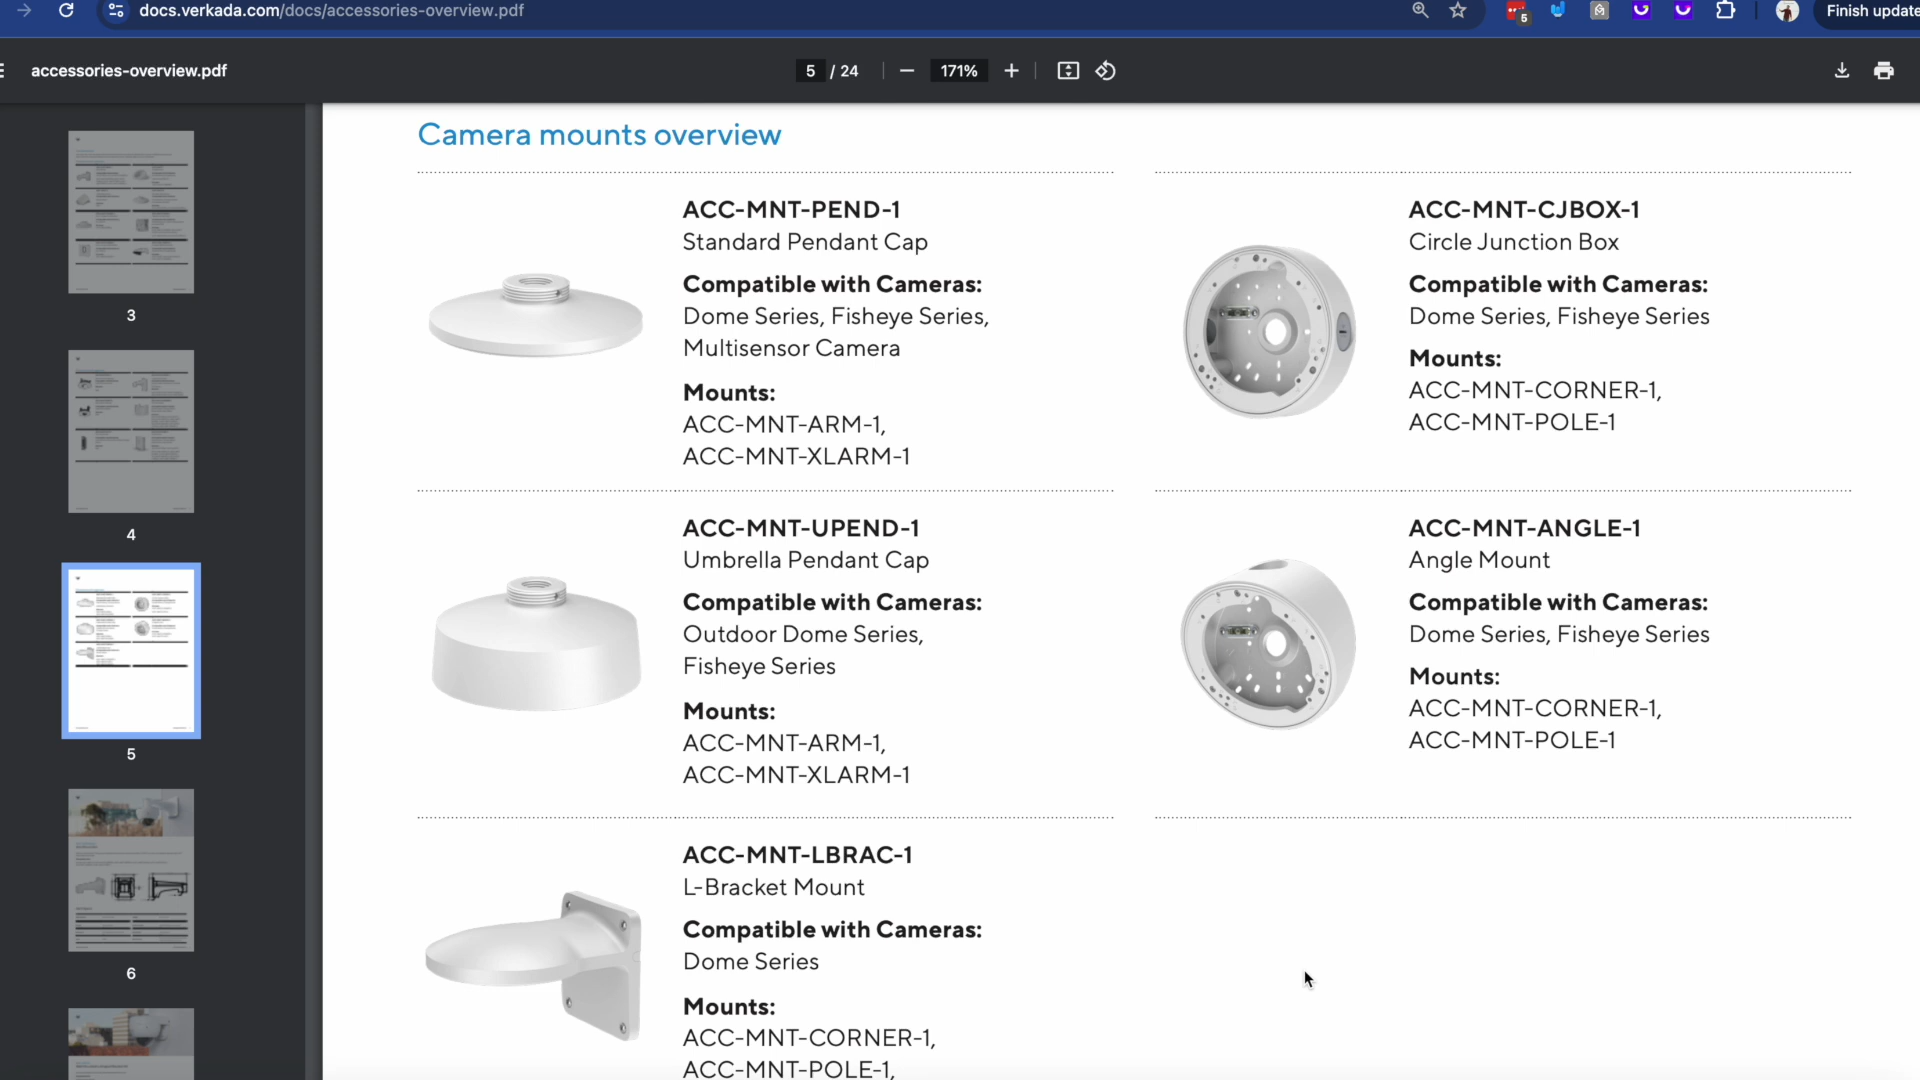 docs.verkada.com/docs/accessories-overview.pdf
5
Finish update
accessories-overview.pdf
5 / 24
171%
3
4
5
6
Camera mounts overview
ACC-MNT-PEND-1
Standard Pendant Cap
Compatible with Cameras:
Dome Series, Fisheye Series,
Multisensor Camera
Mounts:
ACC-MNT-ARM-1,
ACC-MNT-XLARM-1
ACC-MNT-CJBOX-1
Circle Junction Box
Compatible with Cameras:
Dome Series, Fisheye Series
Mounts:
ACC-MNT-CORNER-1,
ACC-MNT-POLE-1
ACC-MNT-UPEND-1
Umbrella Pendant Cap
Compatible with Cameras:
Outdoor Dome Series,
Fisheye Series
Mounts:
ACC-MNT-ARM-1,
ACC-MNT-XLARM-1
ACC-MNT-ANGLE-1
Angle Mount
Compatible with Cameras:
Dome Series, Fisheye Series
Mounts:
ACC-MNT-CORNER-1,
ACC-MNT-POLE-1
ACC-MNT-LBRAC-1
L-Bracket Mount
Compatible with Cameras:
Dome Series
Mounts:
ACC-MNT-CORNER-1,
ACC-MNT-POLE-1,